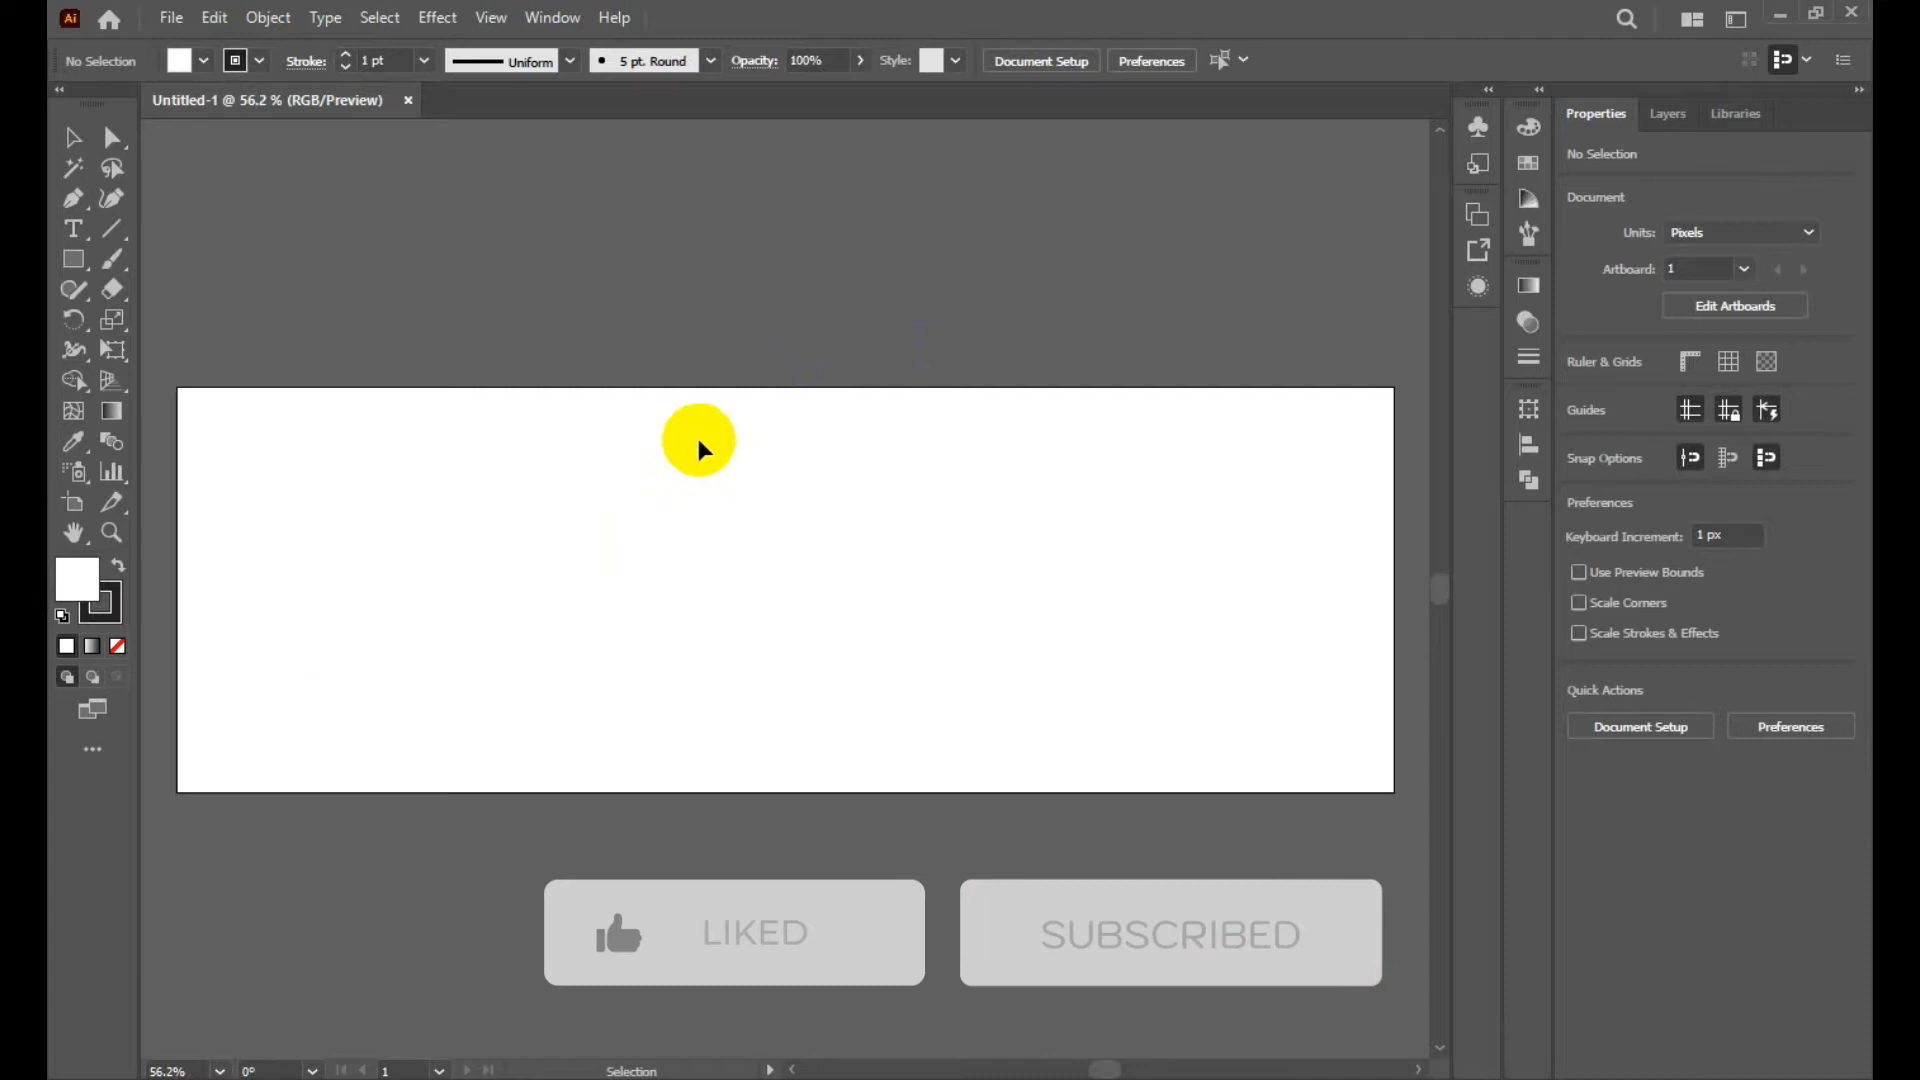 Ai File Edit Object Type Select Effect View Window Help
No Selection Stroke: 1 pt Uniform 5 pt. Round Opacity: 100% Style: Document Setup Preferences
Untitled-1 @ 56.2 % (RGB/Preview)
Properties Layers Libraries
No Selection
Document
Units: Pixels
Artboard: 1
Edit Artboards
Ruler & Grids
Guides
Snap Options
Preferences
Keyboard Increment: 1 px
Use Preview Bounds
Scale Corners
Scale Strokes & Effects
Quick Actions
Document Setup Preferences
LIKED SUBSCRIBED
56.2% 0° 1 Selection